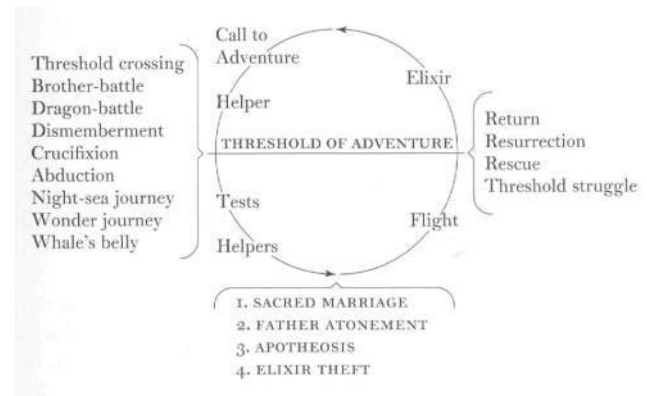 Call to
Adventure
Helper
Threshold crossing
Brother-battle
Dragon-battle
Dismemberment
Crucifixion
Abduction
Night-sea journey
Wonder journey
Whale's belly
THRESHOLD OF ADVENTURE
Elixir
Return
Resurrection
Rescue
Threshold struggle
Tests
Helpers
Flight
1. SACRED MARRIAGE
2. FATHER ATONEMENT
3. APOTHEOSIS
4. ELIXIR THEFT